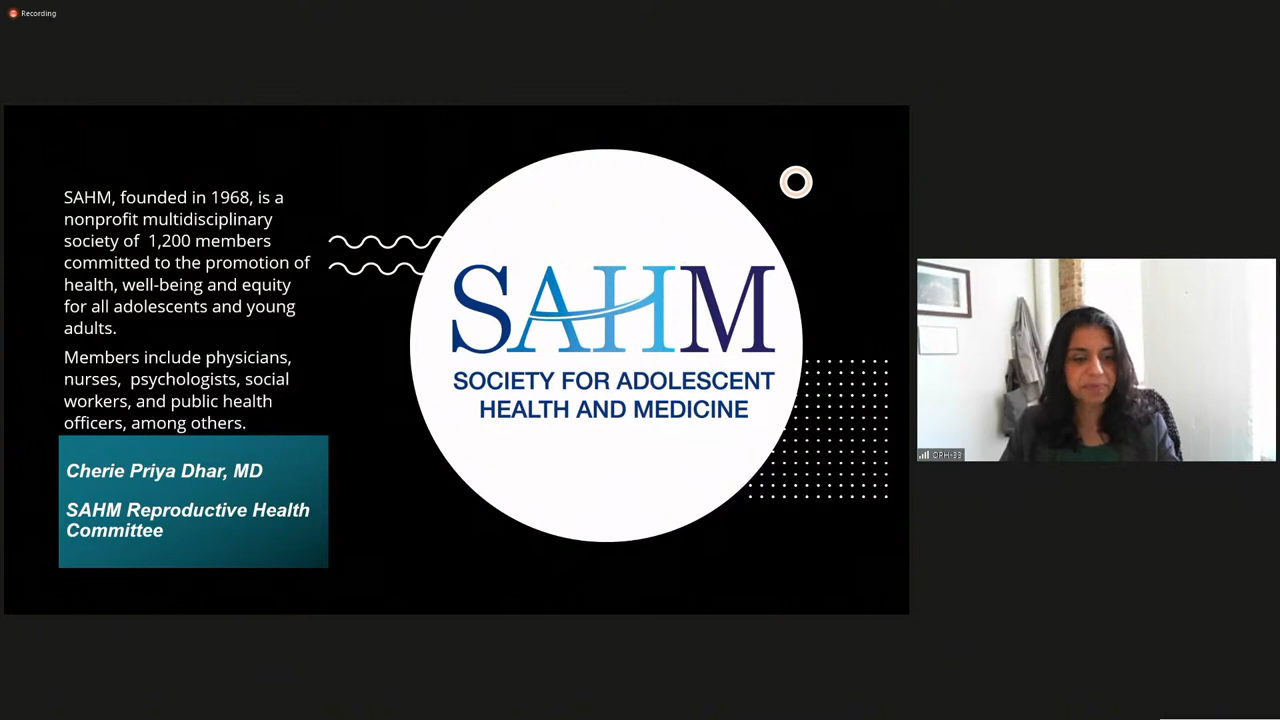 Recording
SAHM, founded in 1968, is a
nonprofit multidisciplinary
society of 1,200 members
committed to the promotion of
health, well-being and equity
for all adolescents and young
adults.
Members include physicians,
nurses, psychologists, social
workers, and public health
officers, among others.
Cherie Priya Dhar, MD
SAHM Reproductive Health
Committee
SAHM
SOCIETY FOR ADOLESCENT
HEALTH AND MEDICINE